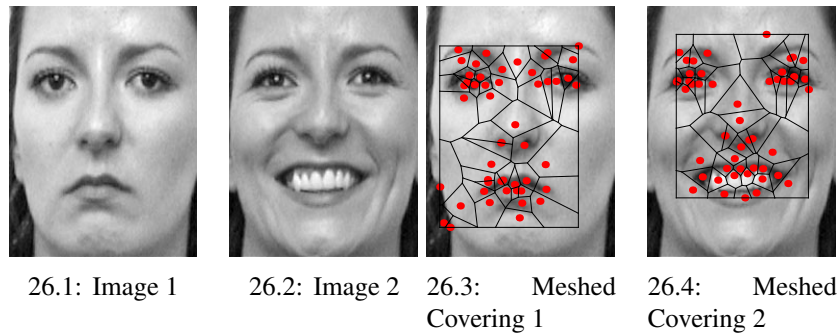 26.1: Image 1
26.2: Image 2
26.3: Meshed
Covering 1
26.4: Meshed
Covering 2